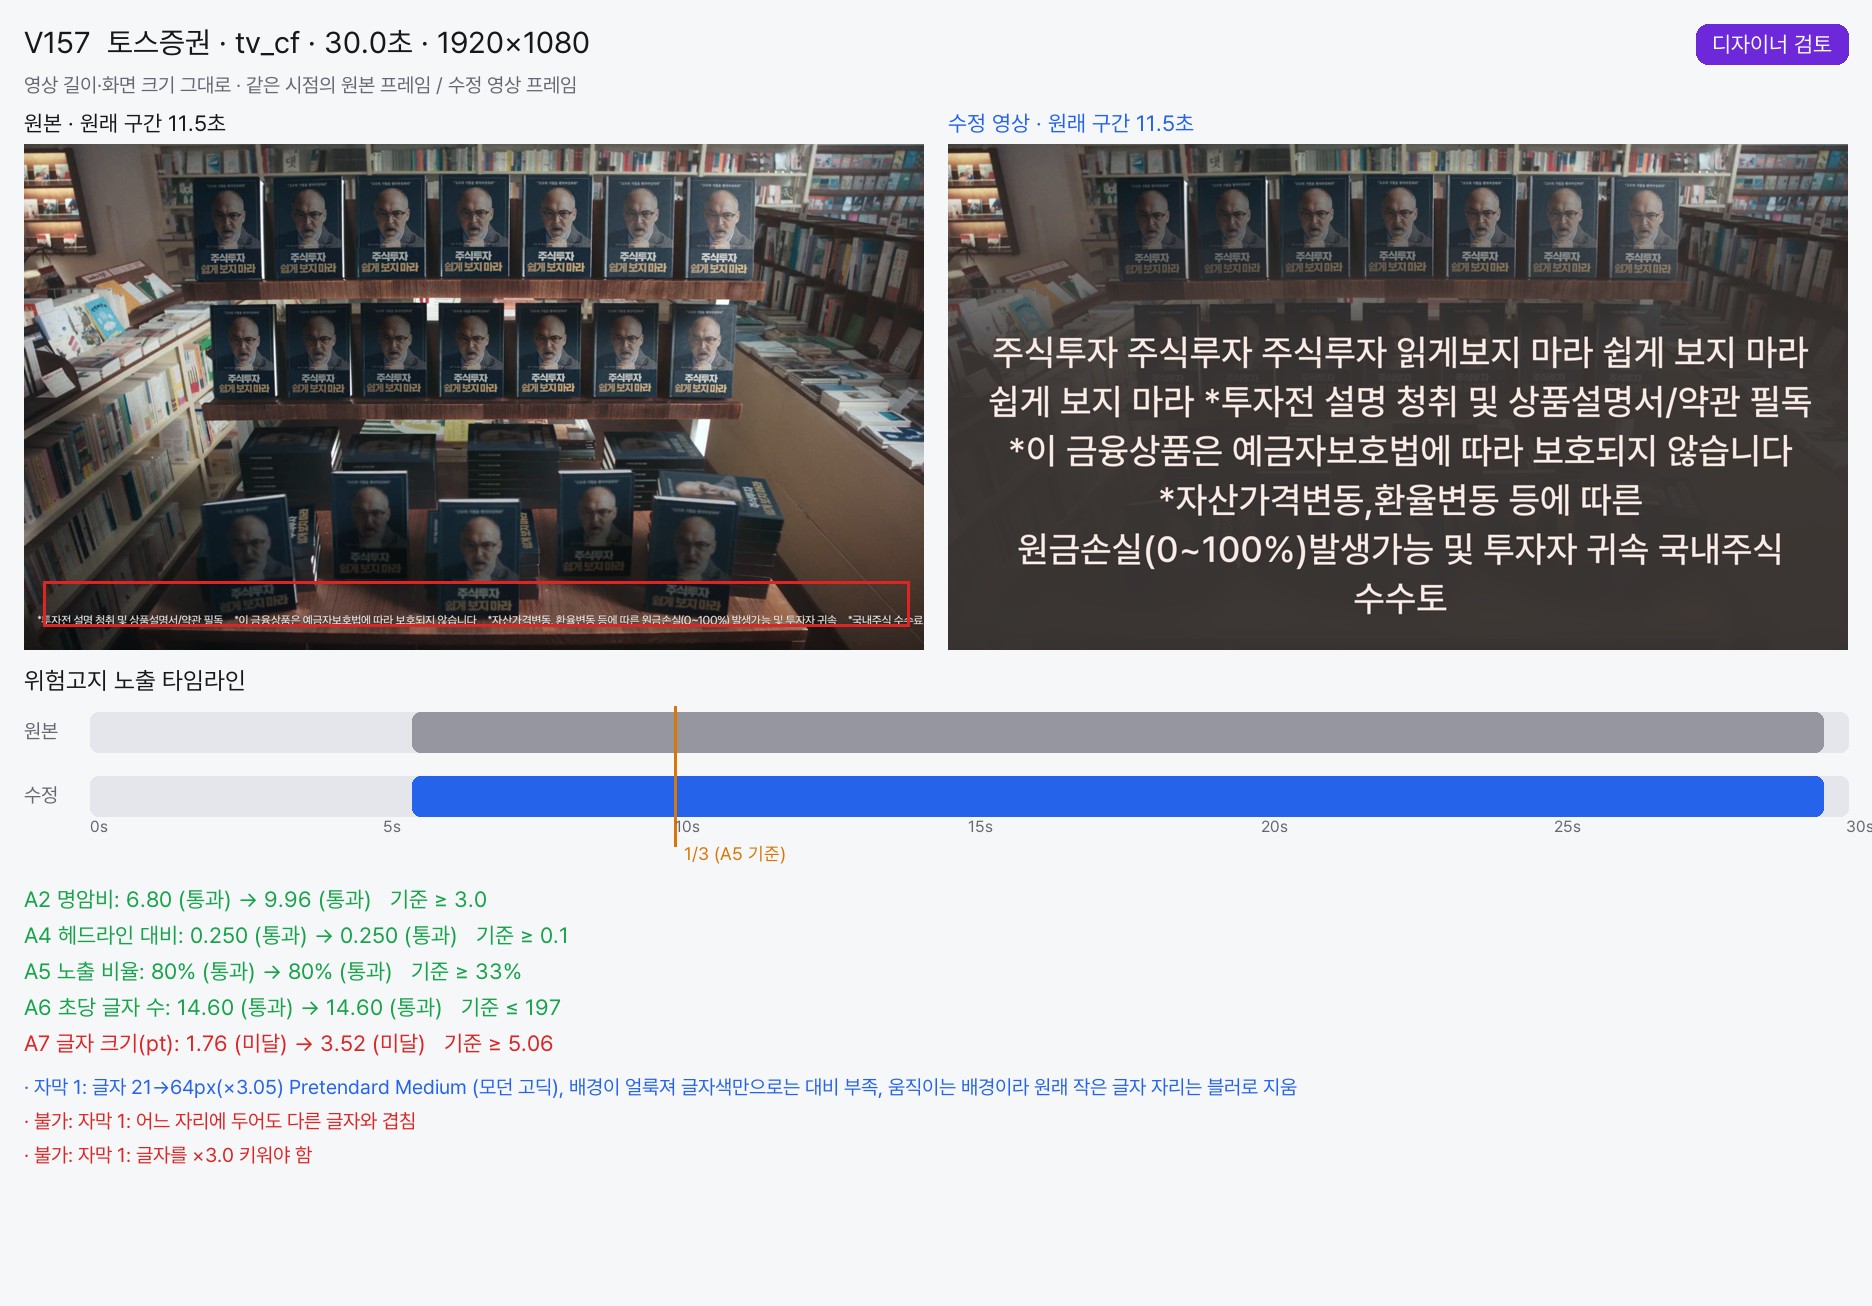 V157 토스증권 · tv_cf · 30.0초 · 1920×1080
디자이너 검토
영상 길이·화면 크기 그대로 · 같은 시점의 원본 프레임 / 수정 영상 프레임
원본 · 원래 구간 11.5초
수정 영상 · 원래 구간 11.5초
주식투자
쉽게 보지 마라
*투자전 설명 청취 및 상품설명서/약관 필독 *이 금융상품은 예금자보호법에 따라 보호되지 않습니다 *자산가격변동, 환율변동 등에 따른 원금손실(0~100%)발생가능 및 투자자 귀속 *국내주식 수수료
주식투자 주식루자 주식루자 읽게보지 마라 쉽게 보지 마라
쉽게 보지 마라 *투자전 설명 청취 및 상품설명서/약관 필독
*이 금융상품은 예금자보호법에 따라 보호되지 않습니다
*자산가격변동,환율변동 등에 따른
원금손실(0~100%)발생가능 및 투자자 귀속 국내주식
수수토
위험고지 노출 타임라인
원본
수정
0s 5s 10s 15s 20s 25s 30s
1/3 (A5 기준)
A2 명암비: 6.80 (통과) → 9.96 (통과) 기준 ≥ 3.0
A4 헤드라인 대비: 0.250 (통과) → 0.250 (통과) 기준 ≥ 0.1
A5 노출 비율: 80% (통과) → 80% (통과) 기준 ≥ 33%
A6 초당 글자 수: 14.60 (통과) → 14.60 (통과) 기준 ≤ 197
A7 글자 크기(pt): 1.76 (미달) → 3.52 (미달) 기준 ≥ 5.06
· 자막 1: 글자 21→64px(×3.05) Pretendard Medium (모던 고딕), 배경이 얼룩져 글자색만으로는 대비 부족, 움직이는 배경이라 원래 작은 글자 자리는 블러로 지움
· 불가: 자막 1: 어느 자리에 두어도 다른 글자와 겹침
· 불가: 자막 1: 글자를 ×3.0 키워야 함